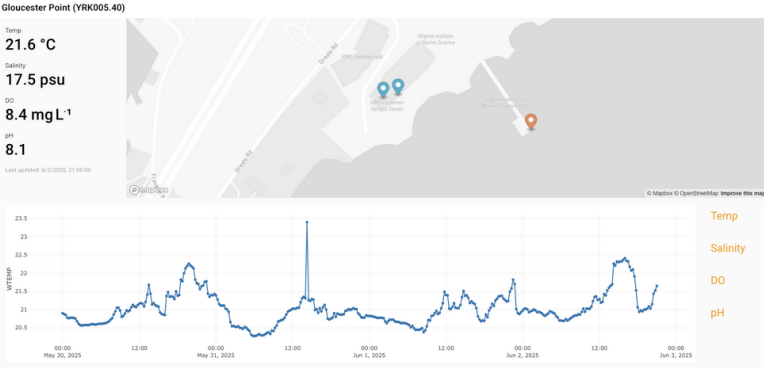 Gloucester Point (YRK005.40)
Temp
21.6 °C
Salinity
17.5 psu
DO
8.4 mg L⁻¹
pH
8.1
Last updated: 6/2/2025, 21:00:00
Virginia Institute
of Marine Science
Greate Rd
Greate Rd
mapbox
© Mapbox © OpenStreetMap Improve this map
23.5
23
22.5
22
21.5
21
20.5
WTEMP
00:00 12:00 00:00 12:00 00:00 12:00 00:00 12:00 00:00
May 30, 2025 May 31, 2025 Jun 1, 2025 Jun 2, 2025 Jun 3, 2025
Temp
Salinity
DO
pH